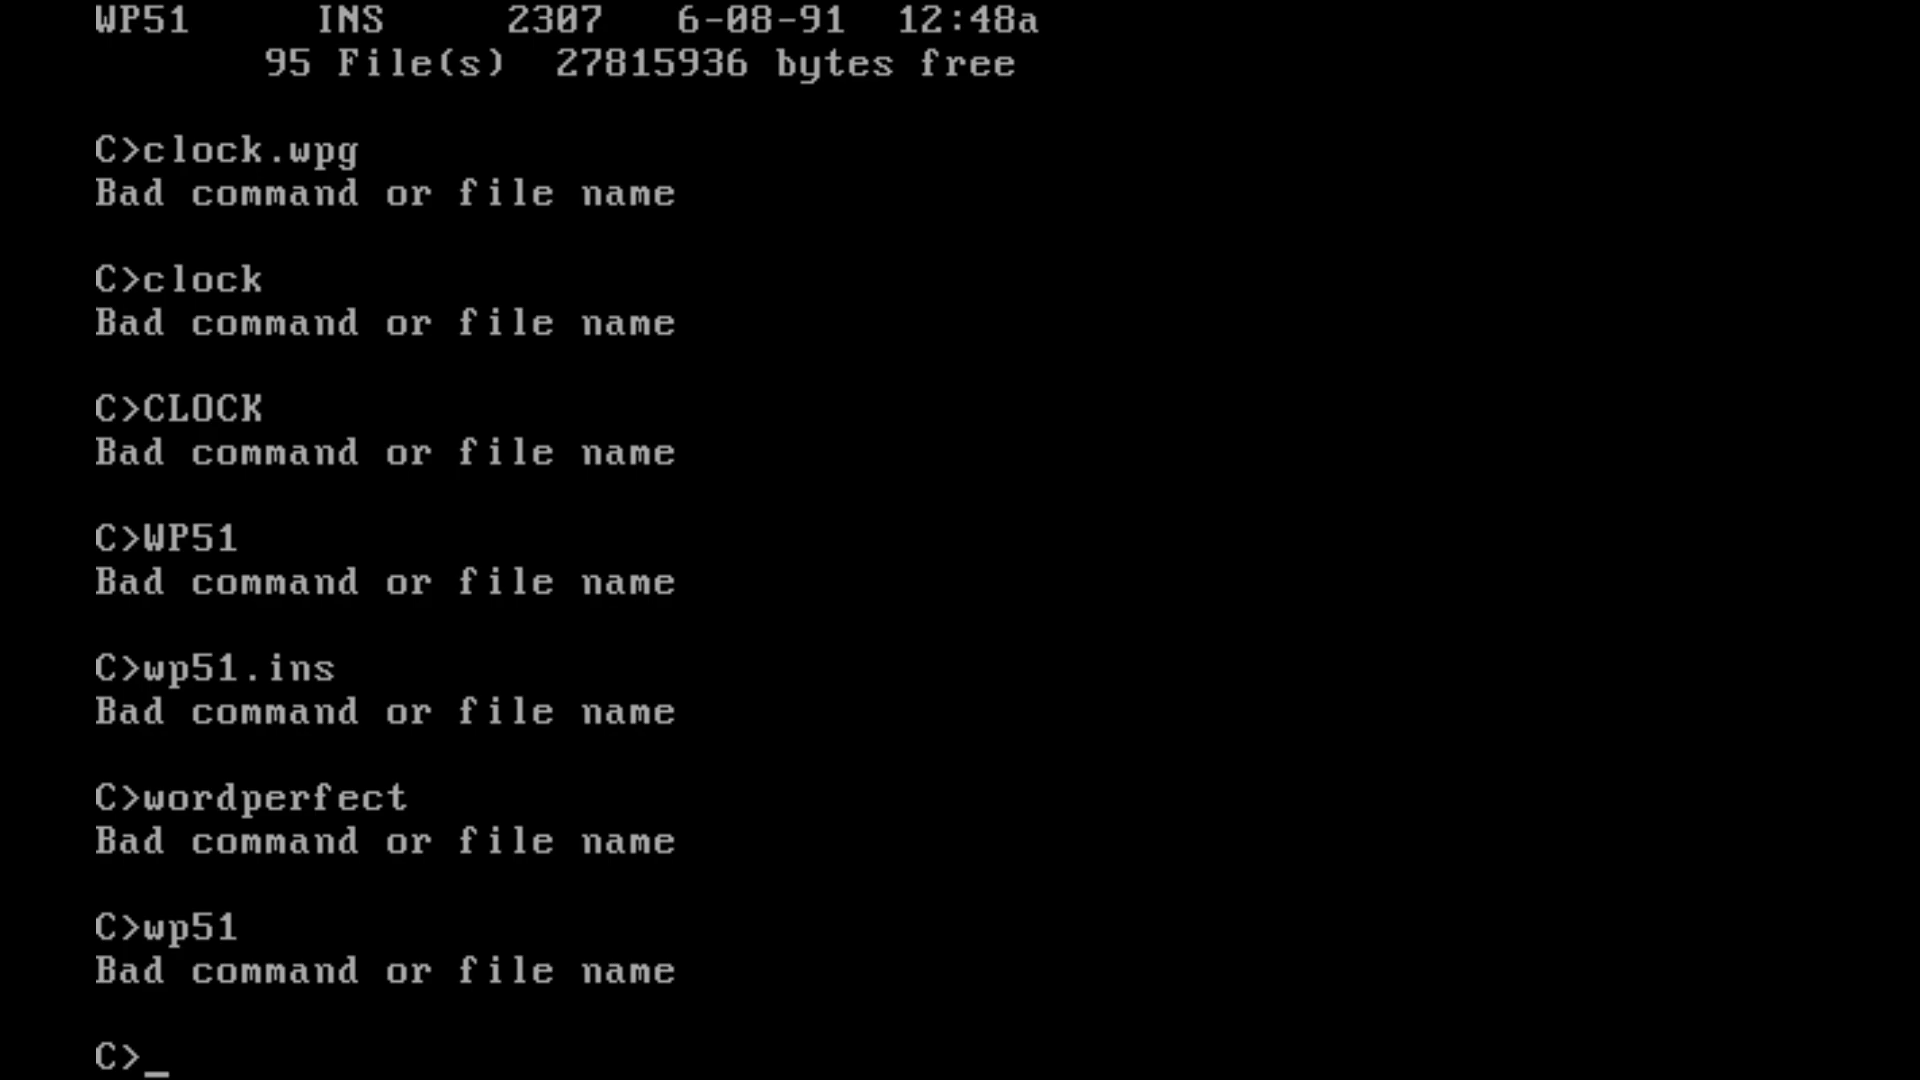 WP51     INS     2307   6-08-91  12:48a
95 File(s)  27815936 bytes free
C>clock.wpg
Bad command or file name
C>clock
Bad command or file name
C>CLOCK
Bad command or file name
C>WP51
Bad command or file name
C>wp51.ins
Bad command or file name
C>wordperfect
Bad command or file name
C>wp51
Bad command or file name
C>_